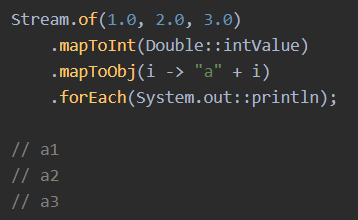 Stream.of(1.0, 2.0, 3.0)
    .mapToInt(Double::intValue)
    .mapToObj(i -> "a" + i)
    .forEach(System.out::println);

// a1
// a2
// a3